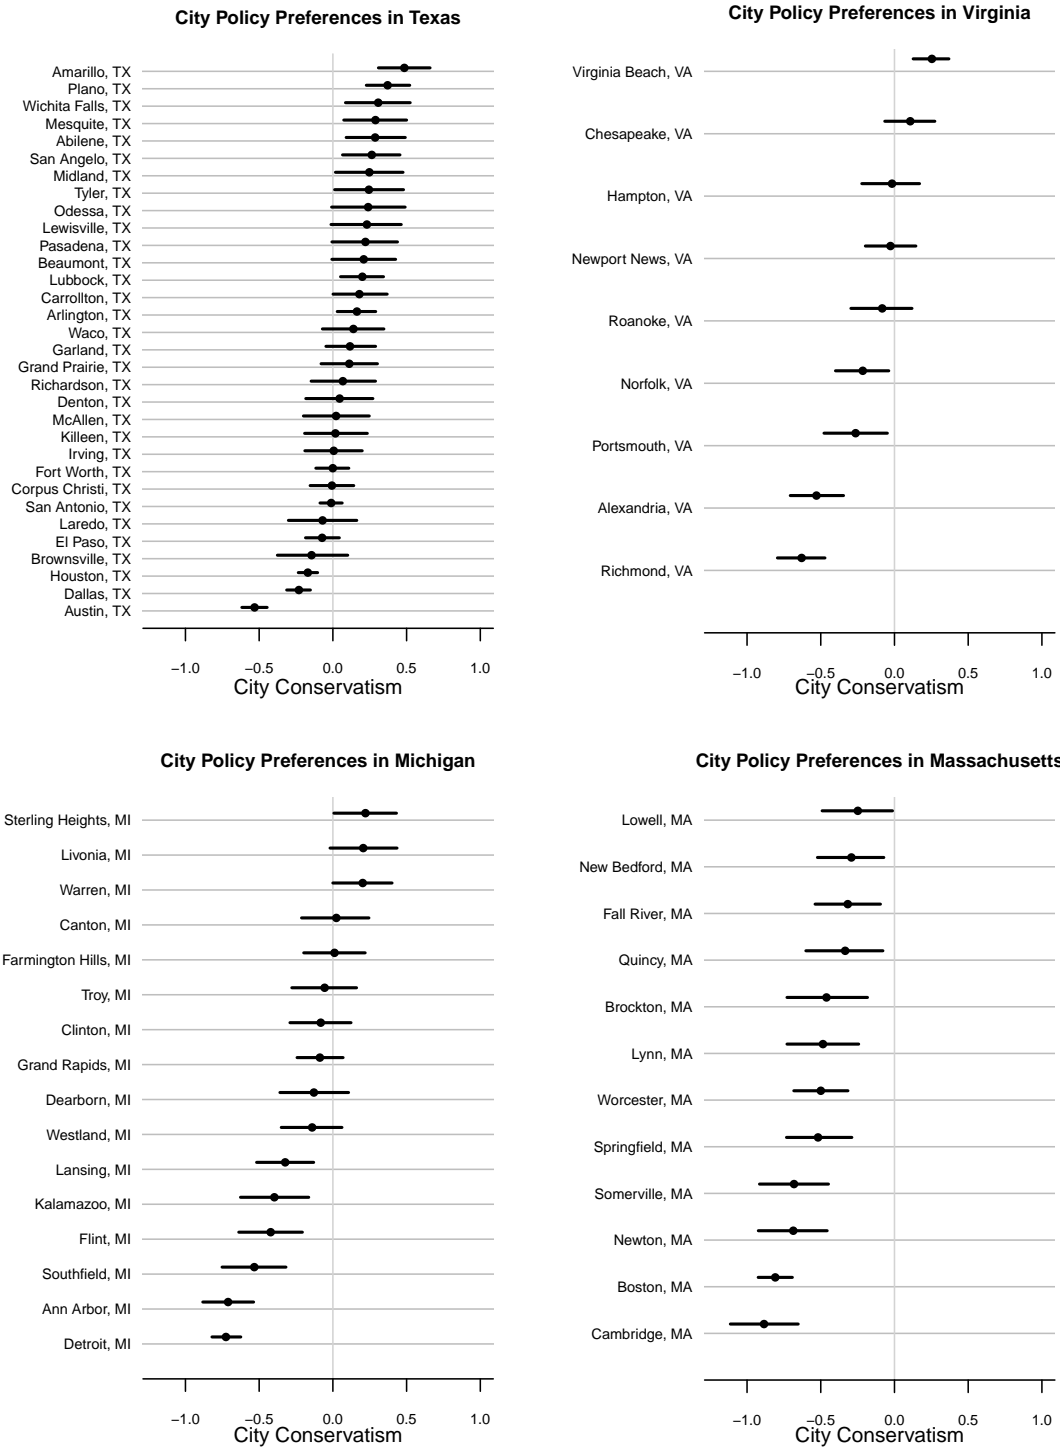 City Policy Preferences in Texas
Amarillo, TX
Plano, TX
Wichita Falls, TX
Mesquite, TX
Abilene, TX
San Angelo, TX
Midland, TX
Tyler, TX
Odessa, TX
Lewisville, TX
Pasadena, TX
Beaumont, TX
Lubbock, TX
Carrollton, TX
Arlington, TX
Waco, TX
Garland, TX
Grand Prairie, TX
Richardson, TX
Denton, TX
McAllen, TX
Killeen, TX
Irving, TX
Fort Worth, TX
Corpus Christi, TX
San Antonio, TX
Laredo, TX
El Paso, TX
Brownsville, TX
Houston, TX
Dallas, TX
Austin, TX
−1.0 −0.5 0.0 0.5 1.0
City Conservatism
City Policy Preferences in Virginia
Virginia Beach, VA
Chesapeake, VA
Hampton, VA
Newport News, VA
Roanoke, VA
Norfolk, VA
Portsmouth, VA
Alexandria, VA
Richmond, VA
−1.0 −0.5 0.0 0.5 1.0
City Conservatism
City Policy Preferences in Michigan
Sterling Heights, MI
Livonia, MI
Warren, MI
Canton, MI
Farmington Hills, MI
Troy, MI
Clinton, MI
Grand Rapids, MI
Dearborn, MI
Westland, MI
Lansing, MI
Kalamazoo, MI
Flint, MI
Southfield, MI
Ann Arbor, MI
Detroit, MI
−1.0 −0.5 0.0 0.5 1.0
City Conservatism
City Policy Preferences in Massachusetts
Lowell, MA
New Bedford, MA
Fall River, MA
Quincy, MA
Brockton, MA
Lynn, MA
Worcester, MA
Springfield, MA
Somerville, MA
Newton, MA
Boston, MA
Cambridge, MA
−1.0 −0.5 0.0 0.5 1.0
City Conservatism